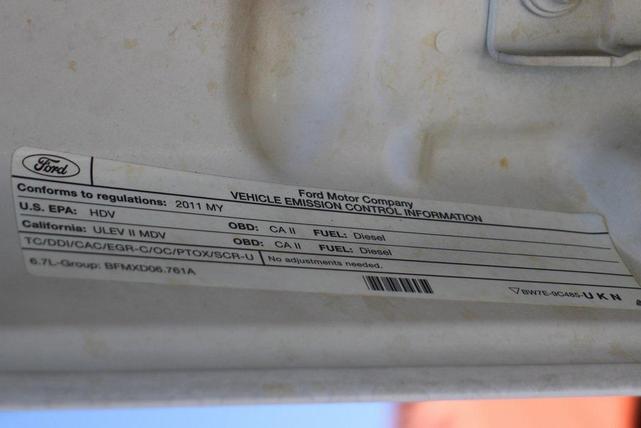 Ford
Ford Motor Company
VEHICLE EMISSION CONTROL INFORMATION
Conforms to regulations: 2011 MY
U.S. EPA: HDV OBD: CA II FUEL: Diesel
California: ULEV II MDV OBD: CA II FUEL: Diesel
TC/DDI/CAC/EGR-C/OC/PTOX/SCR-U No adjustments needed.
6.7L-Group: BFMXD06.761A
BW7E-9C485-UKN